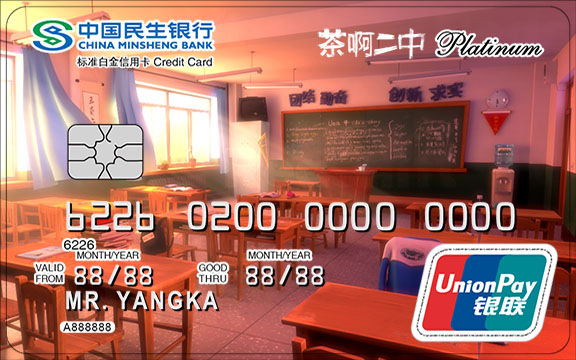 中国民生银行
CHINA MINSHENG BANK
标准白金信用卡 Credit Card
茶啊二中 Platinum
团结 勤奋 创新 求实
6226 0200 0000 0000
6226
MONTH/YEAR MONTH/YEAR
VALID FROM 88/88 GOOD THRU 88/88
MR. YANGKA
A888888
UnionPay
银联